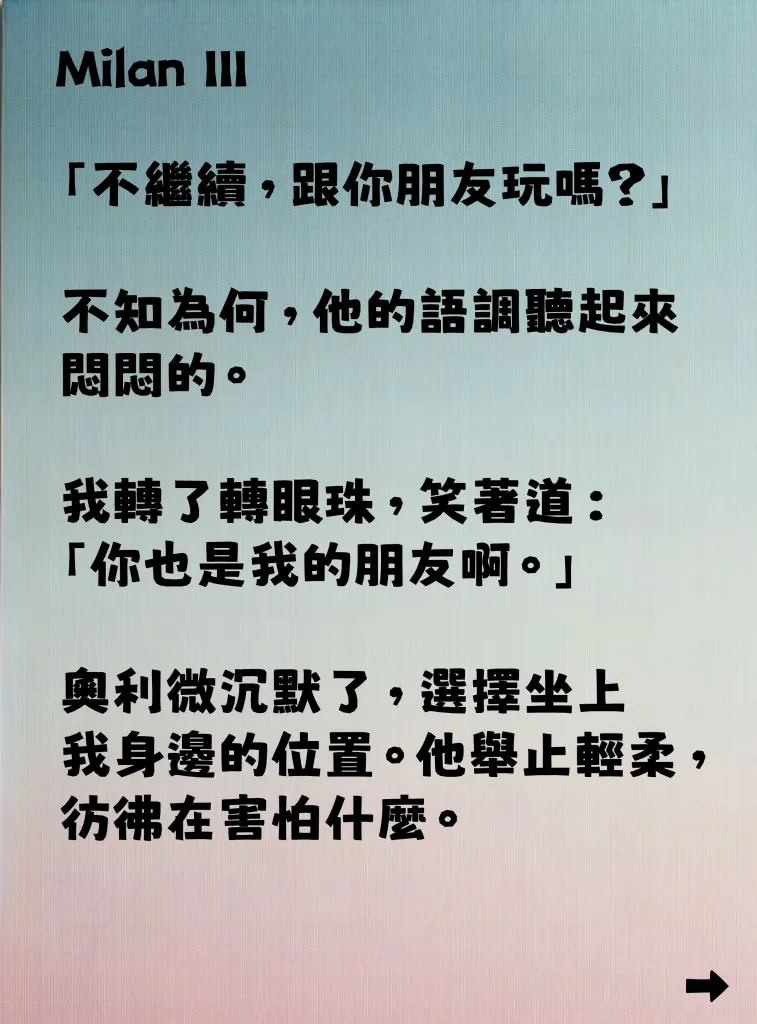 Milan III
「不繼續，跟你朋友玩嗎？」
不知為何，他的語調聽起來
悶悶的。
我轉了轉眼珠，笑著道：
「你也是我的朋友啊。」
奧利微沉默了，選擇坐上
我身邊的位置。他舉止輕柔，
彷彿在害怕什麼。